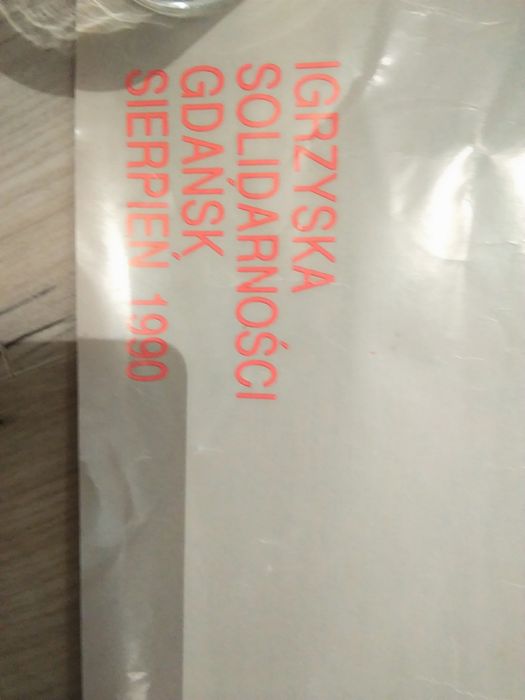 IGRZYSKA
SOLIDARNOŚCI
GDAŃSK
SIERPIEŃ 1990